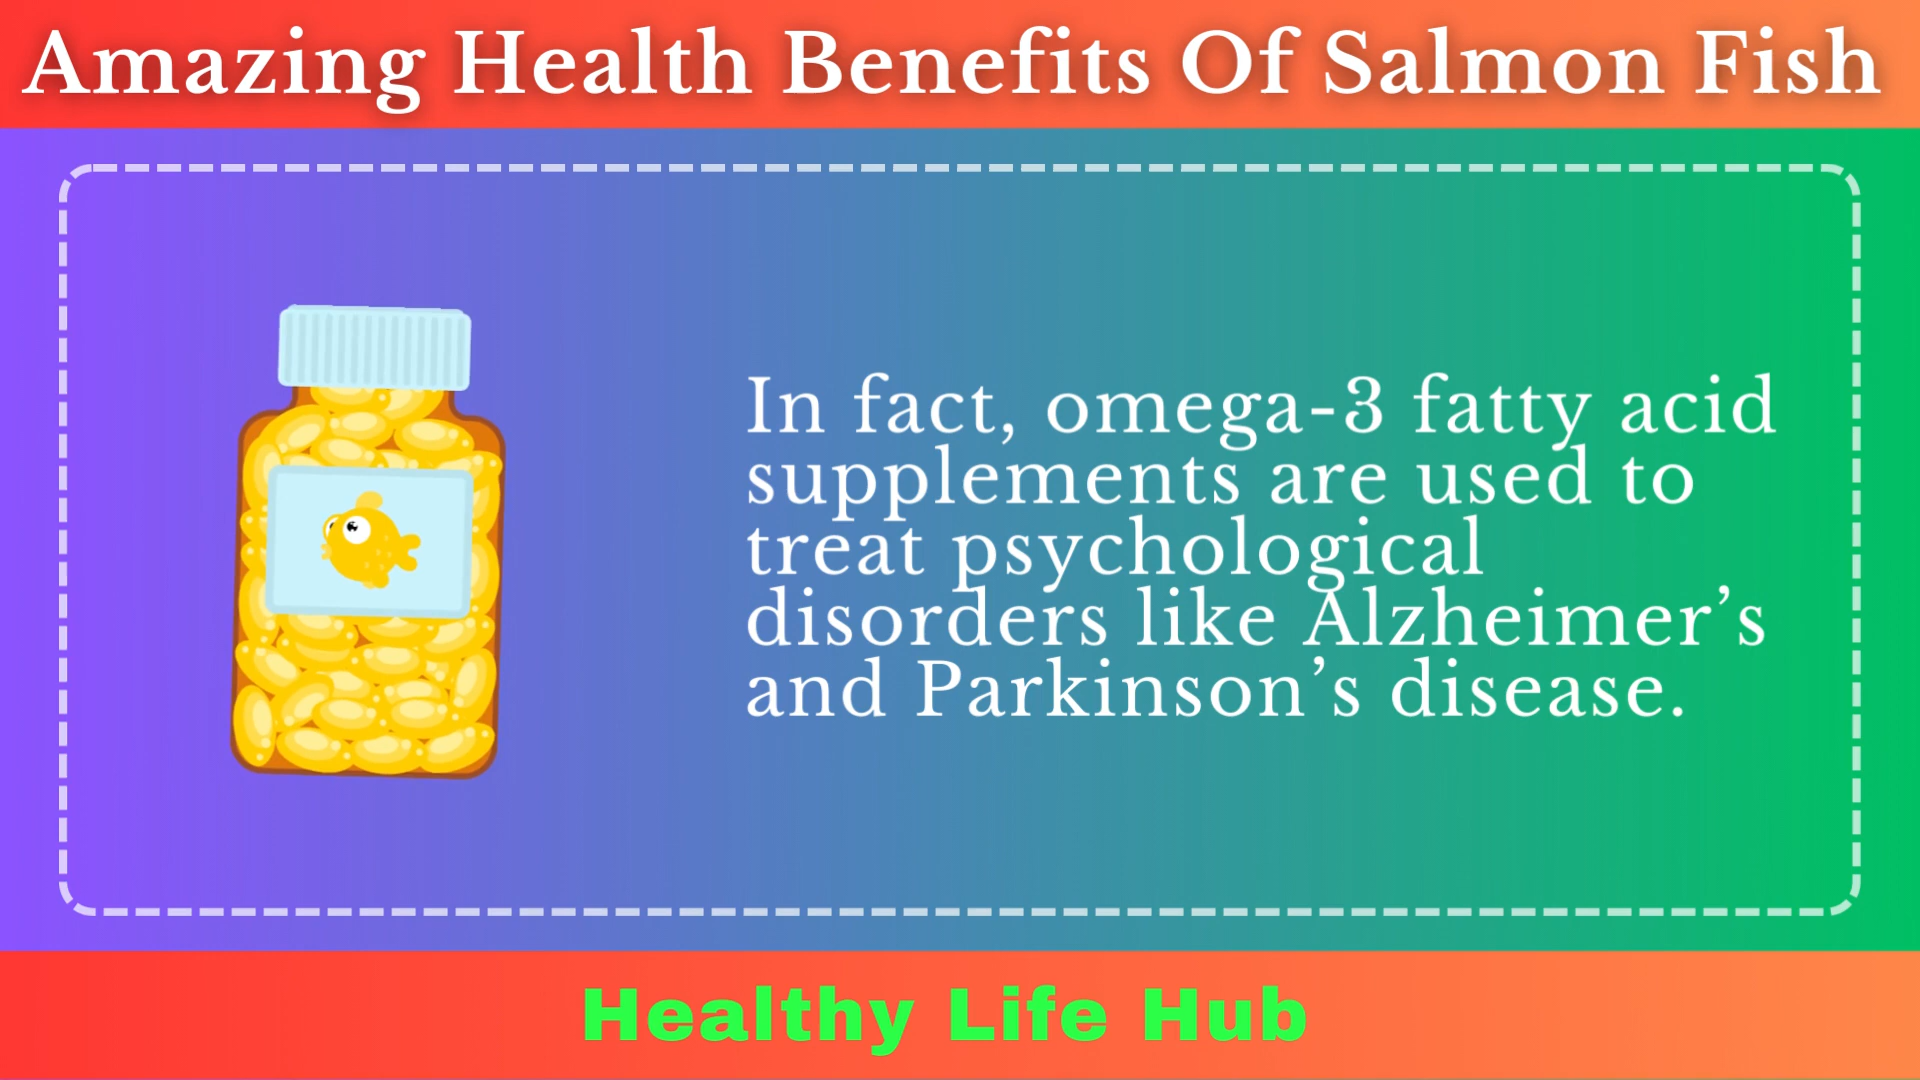 Amazing Health Benefits Of Salmon Fish
In fact, omega-3 fatty acid
supplements are used to
treat psychological
disorders like Alzheimer’s
and Parkinson’s disease.
Healthy Life Hub